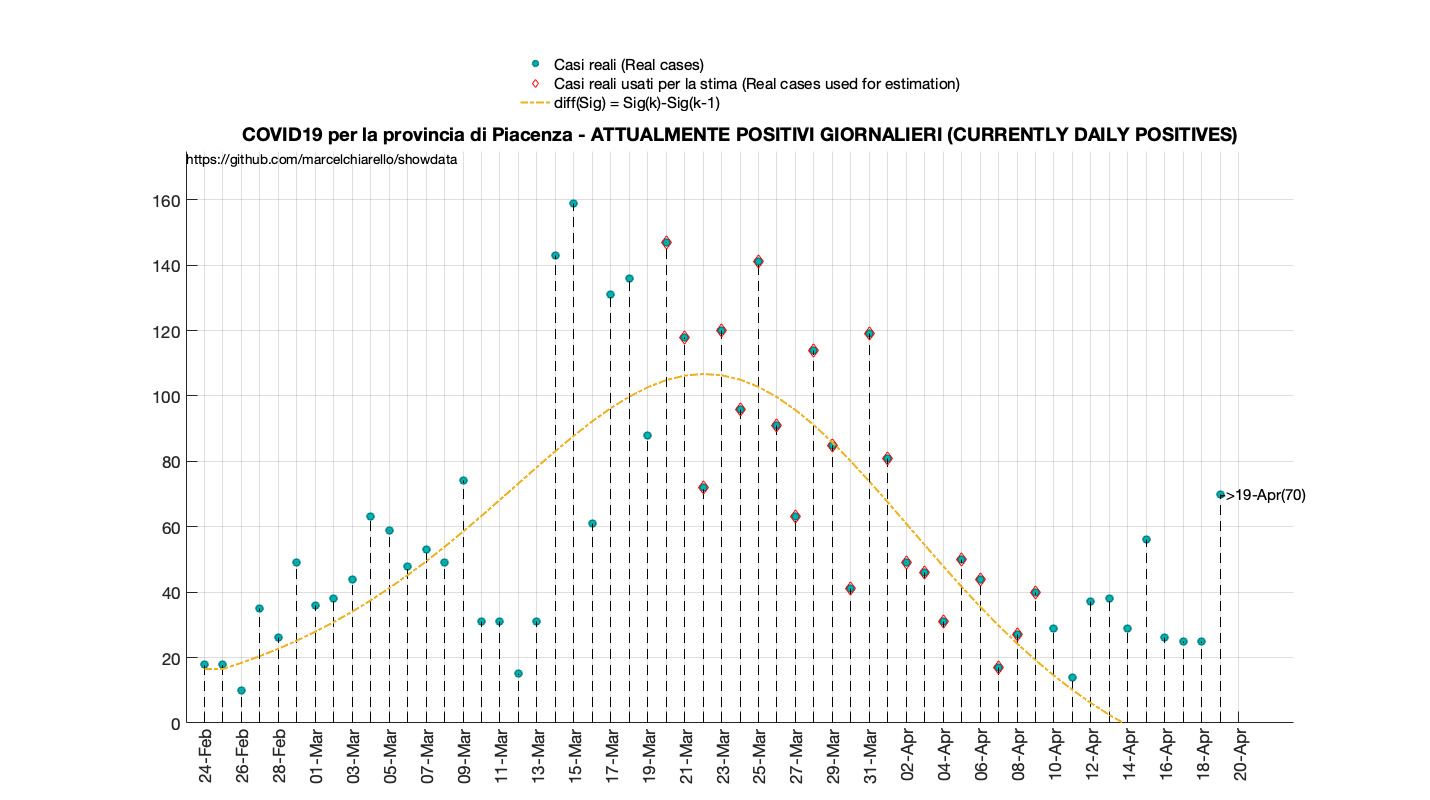 Casi reali (Real cases)
Casi reali usati per la stima (Real cases used for estimation)
diff(Sig) = Sig(k)-Sig(k-1)
COVID19 per la provincia di Piacenza - ATTUALMENTE POSITIVI GIORNALIERI (CURRENTLY DAILY POSITIVES)
https://github.com/marcelchiarello/showdata
160
140
120
100
80
60
40
20
0
->19-Apr(70)
24-Feb
26-Feb
28-Feb
01-Mar
03-Mar
05-Mar
07-Mar
09-Mar
11-Mar
13-Mar
15-Mar
17-Mar
19-Mar
21-Mar
23-Mar
25-Mar
27-Mar
29-Mar
31-Mar
02-Apr
04-Apr
06-Apr
08-Apr
10-Apr
12-Apr
14-Apr
16-Apr
18-Apr
20-Apr